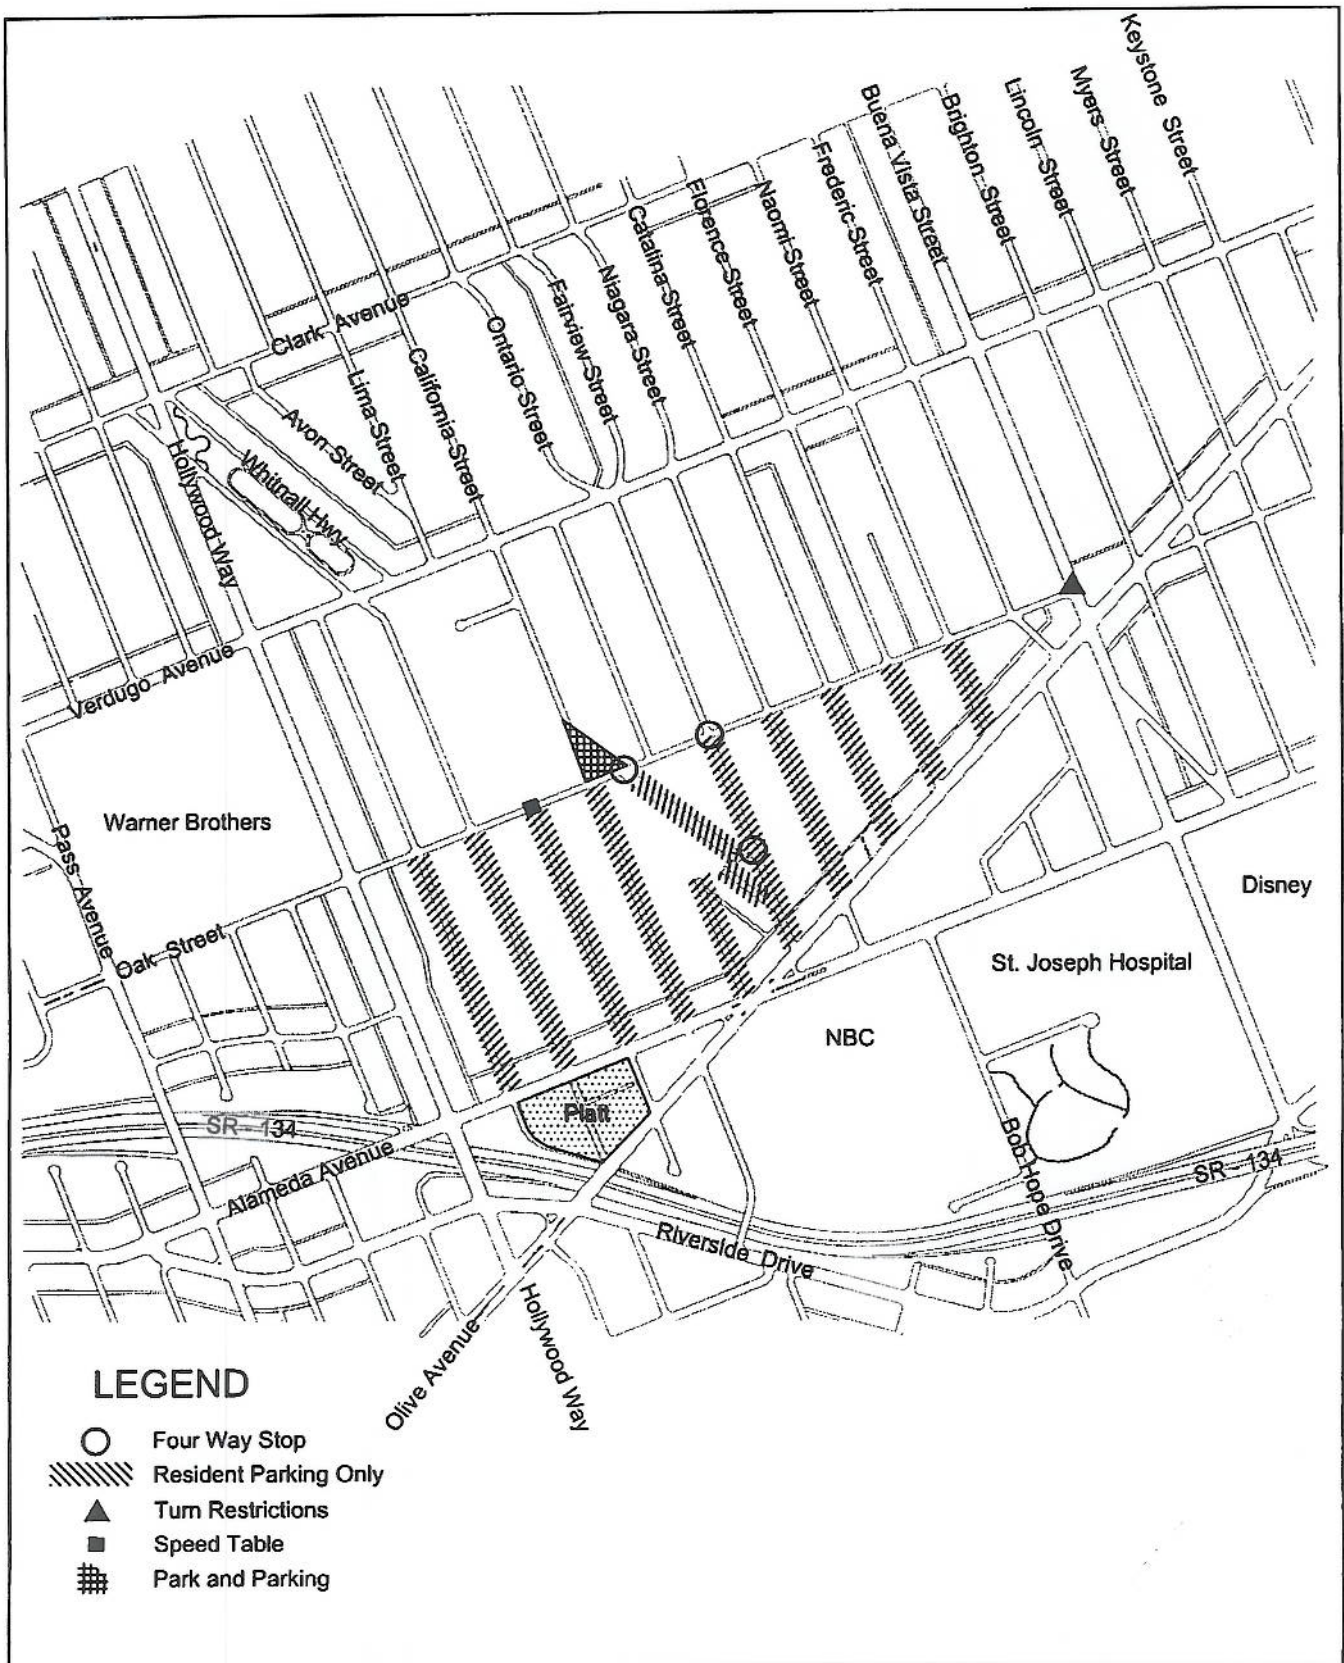 Keystone Street
Myers Street
Lincoln Street
Brighton Street
Buena Vista Street
Frederic Street
Naomi Street
Florence Street
Catalina Street
Niagara Street
Fairview Street
Ontario Street
California Street
Lima Street
Avon Street
Clark Avenue
Whitnall Hwy
Hollywood Way
Verdugo Avenue
Warner Brothers
Pass Avenue
Oak Street
Disney
St. Joseph Hospital
NBC
Platt
SR - 134
Alameda Avenue
Bob Hope Drive
SR - 134
Riverside Drive
Olive Avenue
Hollywood Way
LEGEND
Four Way Stop
Resident Parking Only
Turn Restrictions
Speed Table
Park and Parking